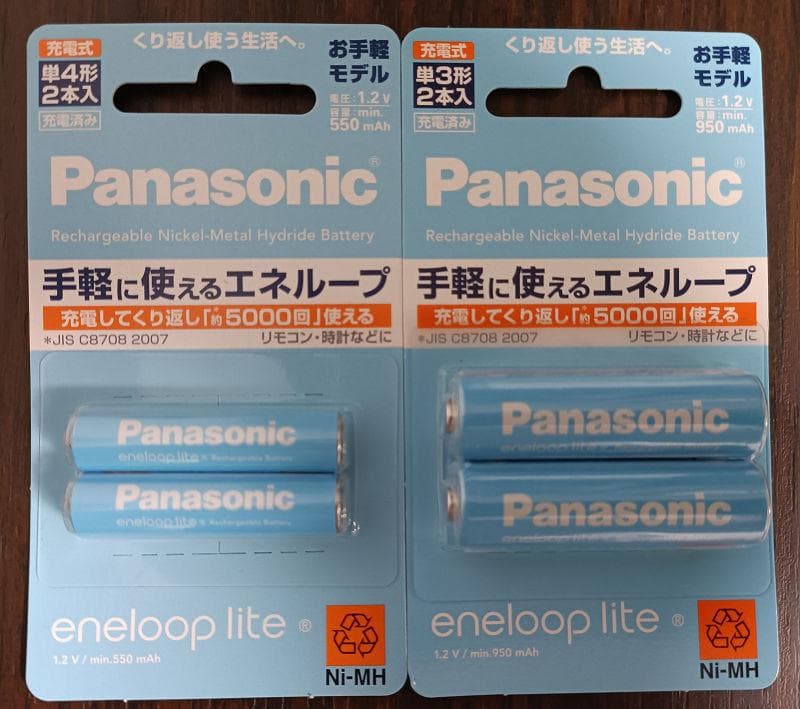 くり返し使う生活へ。
充電式
単4形
2本入
充電済み
お手軽
モデル
電圧:1.2 V
容量:min.
550 mAh
Panasonic®
Rechargeable Nickel-Metal Hydride Battery
手軽に使えるエネループ
充電してくり返し「*約5000回」使える
*JIS C8708 2007
リモコン・時計などに
Panasonic
eneloop lite® Rechargeable Battery
Panasonic
eneloop lite® Rechargeable Battery
eneloop lite®
1.2 V / min.550 mAh
Ni-MH
くり返し使う生活へ。
充電式
単3形
2本入
充電済み
お手軽
モデル
電圧:1.2 V
容量:min.
950 mAh
Panasonic®
Rechargeable Nickel-Metal Hydride Battery
手軽に使えるエネループ
充電してくり返し「*約5000回」使える
*JIS C8708 2007
リモコン・時計などに
Panasonic
eneloop lite® Rechargeable Battery
Panasonic
eneloop lite®
1.2 V / min.950 mAh
Ni-MH